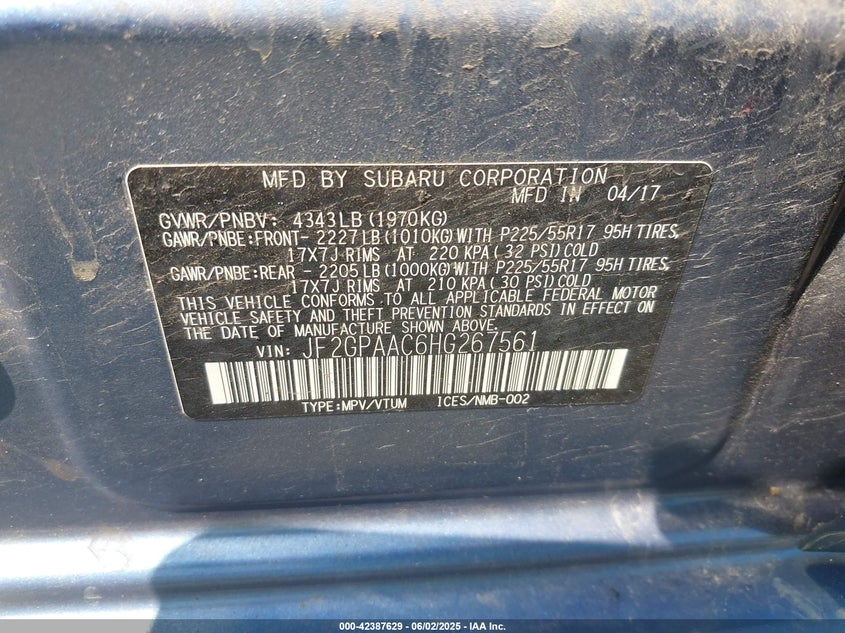 MFD BY SUBARU CORPORATION
MFD IN 04/17
GVWR/PNBV: 4343LB(1970KG)
GAWR/PNBE:FRONT- 2227LB(1010KG)WITH P225/55R17 95H TIRES,
17X7J RIMS AT 220 KPA(32 PSI)COLD
GAWR/PNBE:REAR - 2205LB(1000KG)WITH P225/55R17 95H TIRES,
17X7J RIMS AT 210 KPA(30 PSI)COLD
THIS VEHICLE CONFORMS TO ALL APPLICABLE FEDERAL MOTOR
VEHICLE SAFETY AND THEFT PREVENTION STANDARDS IN EFFECT ON
THE DATE OF MANUFACTURE SHOWN ABOVE.
VIN: JF2GPAAC6HG267561
TYPE:MPV/VTUM ICES/NMB-002
000-42387629 - 06/02/2025 - IAA Inc.